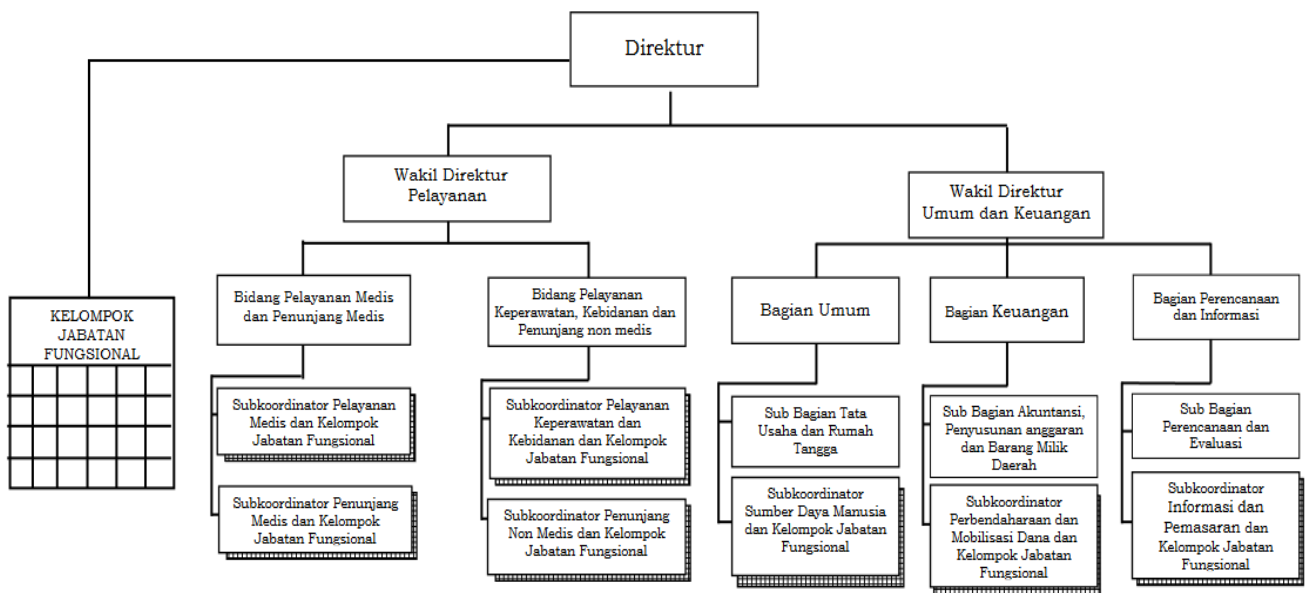 Direktur
Wakil Direktur
Pelayanan
Wakil Direktur
Umum dan Keuangan
KELOMPOK
JABATAN
FUNGSIONAL
Bidang Pelayanan Medis
dan Penunjang Medis
Bidang Pelayanan
Keperawatan, Kebidanan dan
Penunjang non medis
Bagian Umum
Bagian Keuangan
Bagian Perencanaan
dan Informasi
Subkoordinator Pelayanan
Medis dan Kelompok
Jabatan Fungsional
Subkoordinator Pelayanan
Keperawatan dan
Kebidanan dan Kelompok
Jabatan Fungsional
Sub Bagian Tata
Usaha dan Rumah
Tangga
Sub Bagian Akuntansi,
Penyusunan anggaran
dan Barang Milik
Daerah
Sub Bagian
Perencanaan dan
Evaluasi
Subkoordinator Penunjang
Medis dan Kelompok
Jabatan Fungsional
Subkoordinator Penunjang
Non Medis dan Kelompok
Jabatan Fungsional
Subkoordinator
Sumber Daya Manusia
dan Kelompok Jabatan
Fungsional
Subkoordinator
Perbendaharaan dan
Mobilisasi Dana dan
Kelompok Jabatan
Fungsional
Subkoordinator
Informasi dan
Pemasaran dan
Kelompok Jabatan
Fungsional